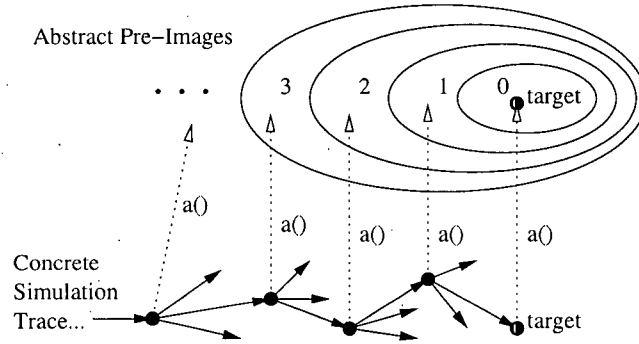 Abstract Pre-Images
. . .
3
2
1
0
target
a()
a()
a()
a()
a()
Concrete
Simulation
Trace...
target